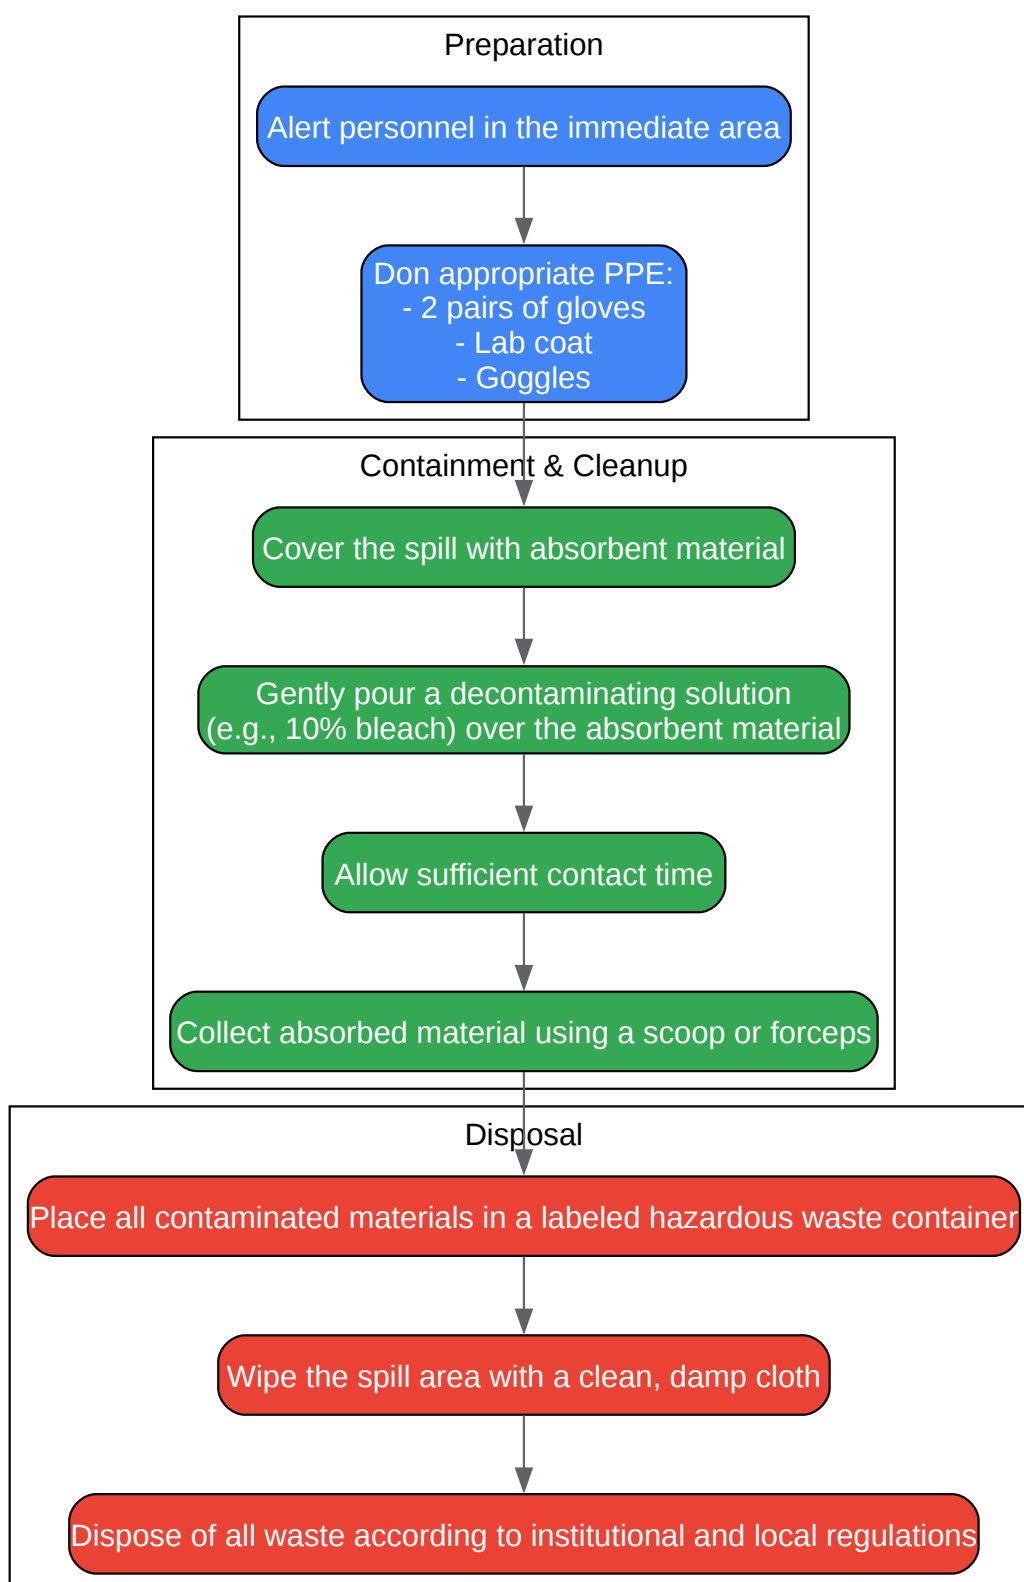 Preparation
Alert personnel in the immediate area
Don appropriate PPE:
- 2 pairs of gloves
- Lab coat
- Goggles
Containment & Cleanup
Cover the spill with absorbent material
Gently pour a decontaminating solution
(e.g., 10% bleach) over the absorbent material
Allow sufficient contact time
Collect absorbed material using a scoop or forceps
Disposal
Place all contaminated materials in a labeled hazardous waste container
Wipe the spill area with a clean, damp cloth
Dispose of all waste according to institutional and local regulations